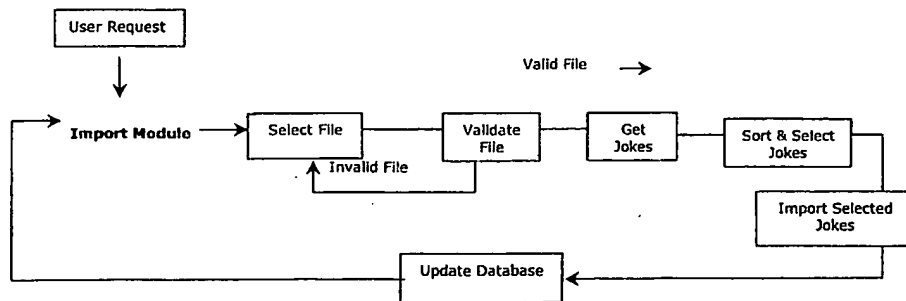 User Request
Valid File
Import Module
Select File
Validate
File
Get
Jokes
Sort & Select
Jokes
Invalid File
Import Selected
Jokes
Update Database